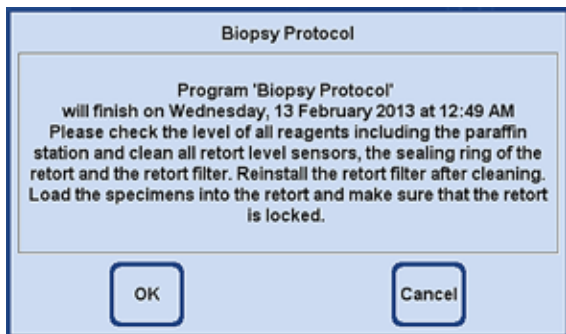 Biopsy Protocol
Program 'Biopsy Protocol'
will finish on Wednesday, 13 February 2013 at 12:49 AM
Please check the level of all reagents including the paraffin
station and clean all retort level sensors, the sealing ring of the
retort and the retort filter. Reinstall the retort filter after cleaning.
Load the specimens into the retort and make sure that the retort
is locked.
OK
Cancel